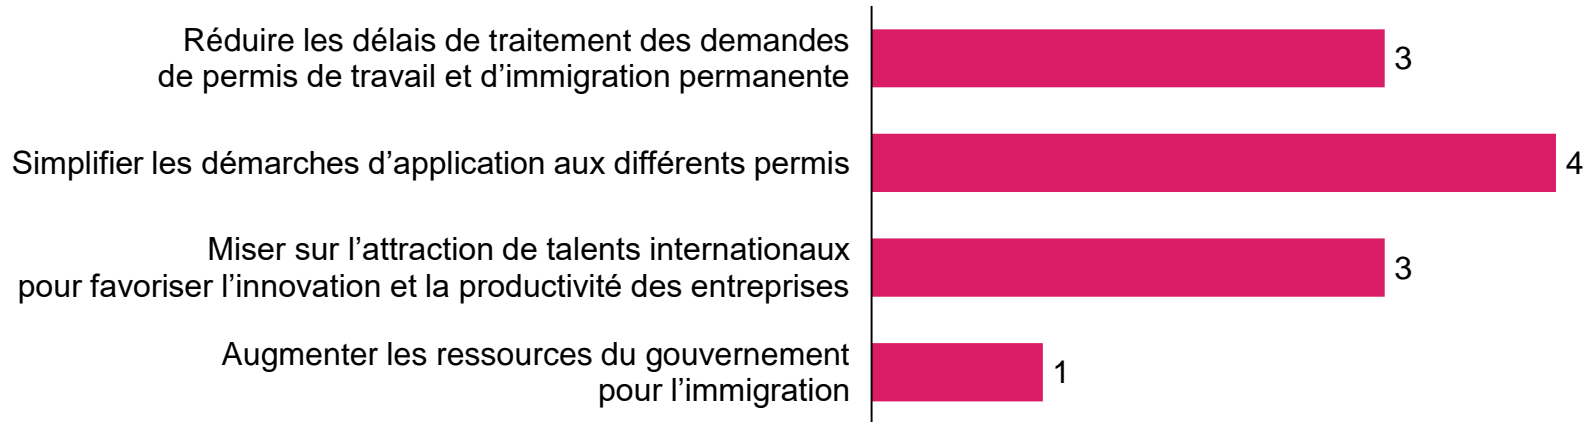 Réduire les délais de traitement des demandes
de permis de travail et d’immigration permanente
3
Simplifier les démarches d’application aux différents permis
4
Miser sur l’attraction de talents internationaux
pour favoriser l’innovation et la productivité des entreprises
3
Augmenter les ressources du gouvernement
pour l’immigration
1